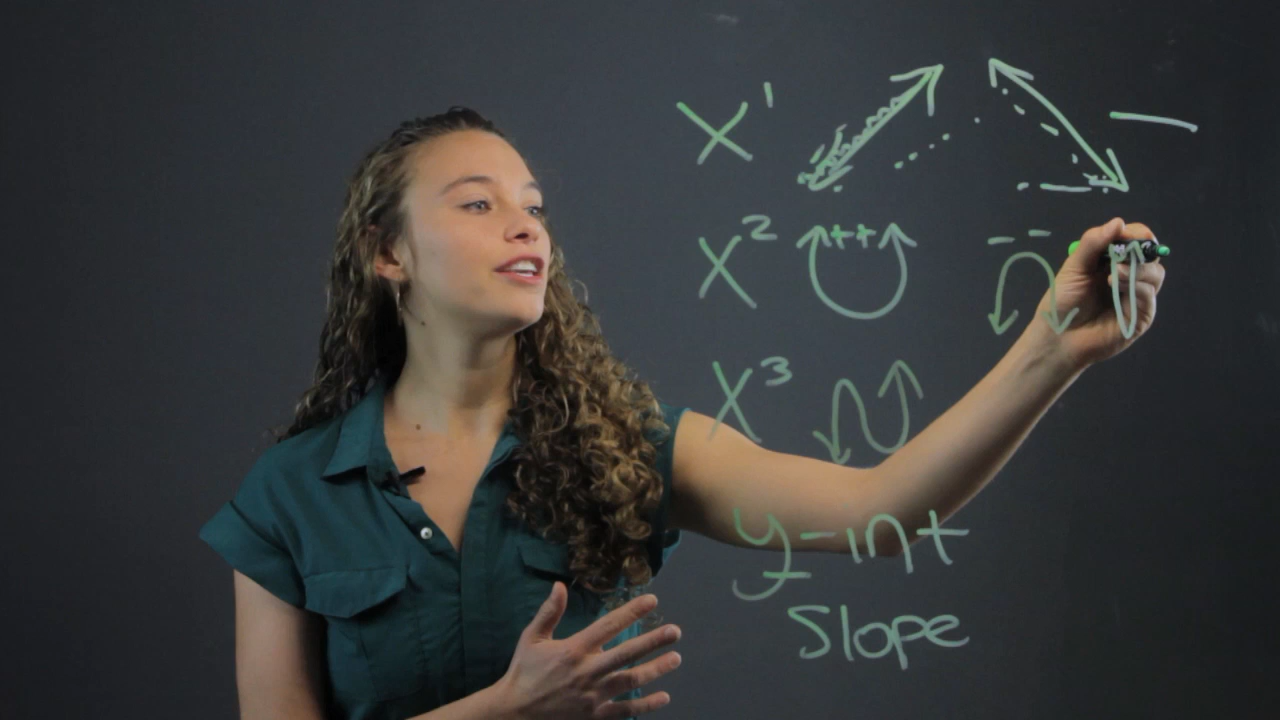 X¹
X² ++ --
X³
y-int
Slope